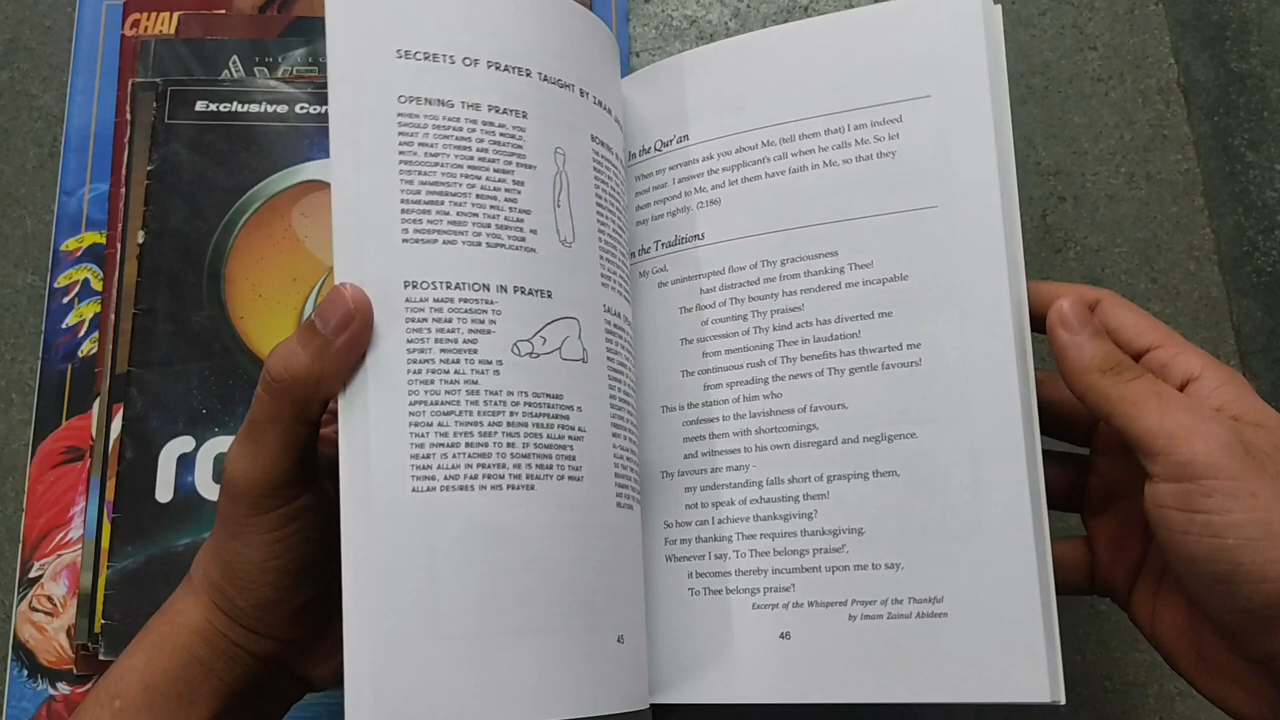 CHAR
THE LEG
Exclusive Con
ro
SECRETS OF PRAYER TAUGHT BY IMAM
OPENING THE PRAYER
WHEN YOU FACE THE QIBLAH, YOU
SHOULD DESPAIR OF THIS WORLD,
WHAT IT CONTAINS OF CREATION
AND WHAT OTHERS ARE OCCUPIED
WITH. EMPTY YOUR HEART OF EVERY
PREOCCUPATION WHICH MIGHT
DISTRACT YOU FROM ALLAH. SEE
THE IMMENSITY OF ALLAH WITH
YOUR INNERMOST BEING, AND
REMEMBER THAT YOU WILL STAND
BEFORE HIM. KNOW THAT ALLAH
DOES NOT NEED YOUR SERVICE. HE
IS INDEPENDENT OF YOU, YOUR
WORSHIP AND YOUR SUPPLICATION.
PROSTRATION IN PRAYER
ALLAH MADE PROSTRA-
TION THE OCCASION TO
DRAW NEAR TO HIM IN
ONE'S HEART, INNER-
MOST BEING AND
SPIRIT. WHOEVER
DRAWS NEAR TO HIM IS
FAR FROM ALL THAT IS
OTHER THAN HIM.
DO YOU NOT SEE THAT IN ITS OUTWARD
APPEARANCE THE STATE OF PROSTRATIONS IS
NOT COMPLETE EXCEPT BY DISAPPEARING
FROM ALL THINGS AND BEING VEILED FROM ALL
THAT THE EYES SEE? THUS DOES ALLAH WANT
THE INWARD BEING TO BE. IF SOMEONE'S
HEART IS ATTACHED TO SOMETHING OTHER
THAN ALLAH IN PRAYER, HE IS NEAR TO THAT
THING, AND FAR FROM THE REALITY OF WHAT
ALLAH DESIRES IN HIS PRAYER.
BOWING IN
SALAM
45
In the Qur'an
When my servants ask you about Me, (tell them that) I am indeed
most near. I answer the supplicant's call when he calls Me. So let
them respond to Me, and let them have faith in Me, so that they
may fare rightly. (2:186)
In the Traditions
My God,
the uninterrupted flow of Thy graciousness
has distracted me from thanking Thee!
The flood of Thy bounty has rendered me incapable
of counting Thy praises!
The succession of Thy kind acts has diverted me
from mentioning Thee in laudation!
The continuous rush of Thy benefits has thwarted me
from spreading the news of Thy gentle favours!
This is the station of him who
confesses to the lavishness of favours,
meets them with shortcomings,
and witnesses to his own disregard and negligence.
Thy favours are many -
my understanding falls short of grasping them,
not to speak of exhausting them!
So how can I achieve thanksgiving?
For my thanking Thee requires thanksgiving.
Whenever I say, 'To Thee belongs praise!',
it becomes thereby incumbent upon me to say,
'To Thee belongs praise'!
Excerpt of the Whispered Prayer of the Thankful
by Imam Zainul Abideen
46